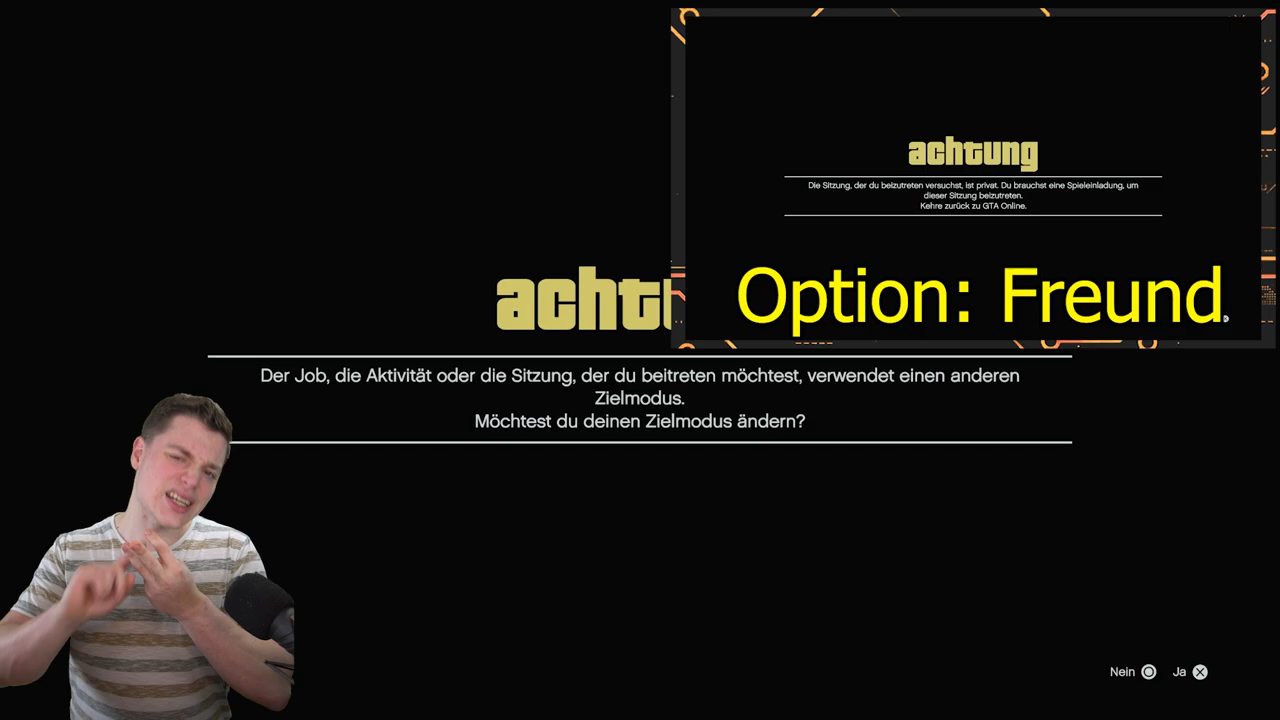 achtung
Die Sitzung, der du beizutreten versuchst, ist privat. Du brauchst eine Spieleinladung, um
dieser Sitzung beizutreten.
Kehre zurück zu GTA Online.
Option: Freund
acht
Der Job, die Aktivität oder die Sitzung, der du beitreten möchtest, verwendet einen anderen
Zielmodus.
Möchtest du deinen Zielmodus ändern?
Nein Ja